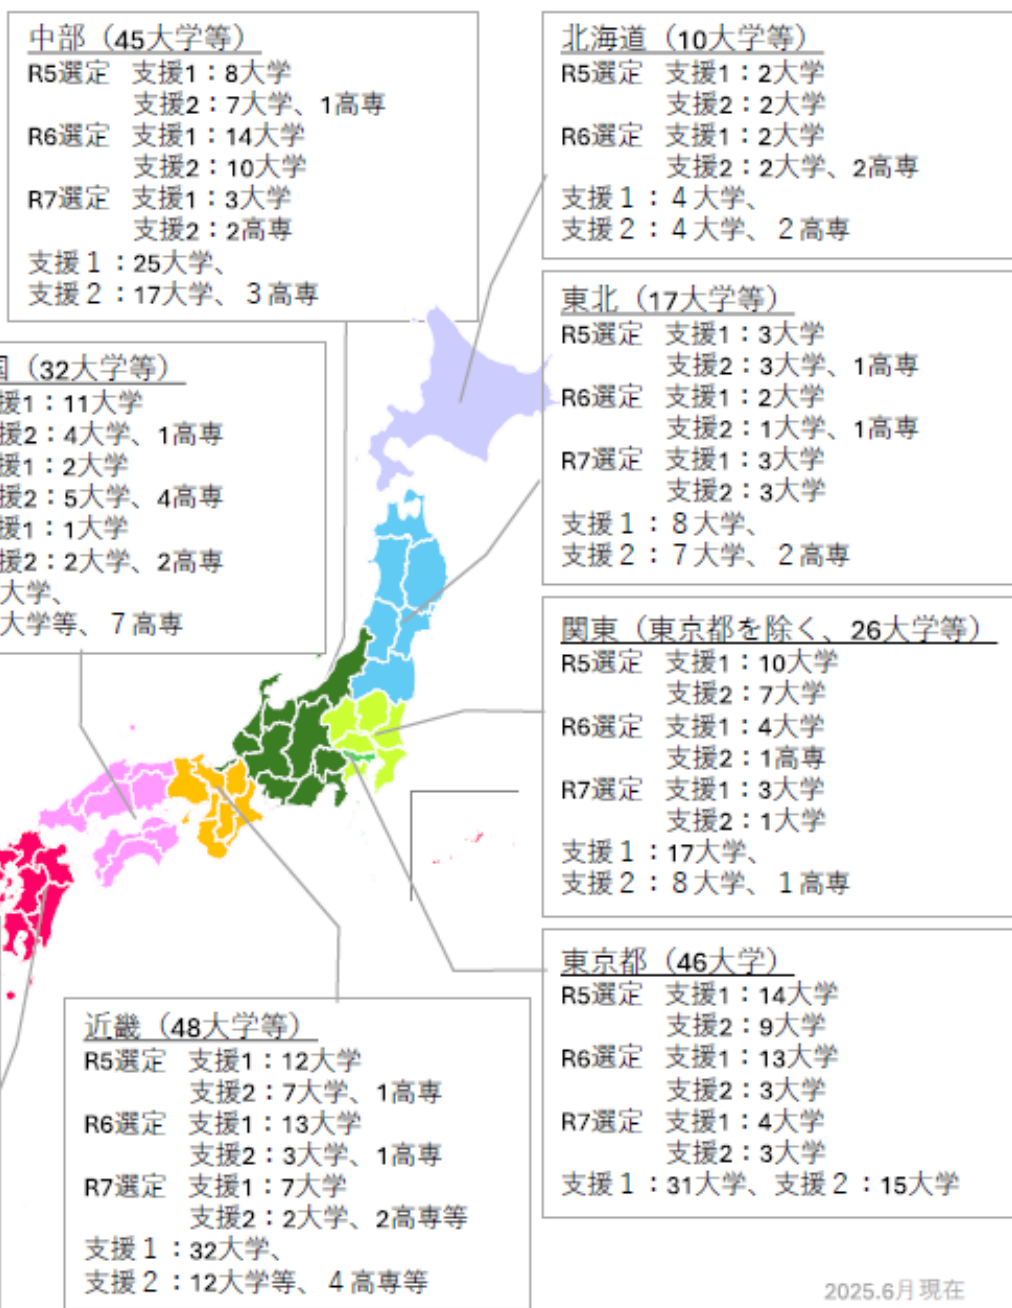 中部（45大学等）
R5選定 支援1：8大学
支援2：7大学、1高専
R6選定 支援1：14大学
支援2：10大学
R7選定 支援1：3大学
支援2：2高専
支援１：25大学、
支援２：17大学、３高専
国（32大学等）
援1：11大学
援2：4大学、1高専
援1：2大学
援2：5大学、4高専
援1：1大学
援2：2大学、2高専
大学、
大学等、７高専
近畿（48大学等）
R5選定 支援1：12大学
支援2：7大学、1高専
R6選定 支援1：13大学
支援2：3大学、1高専
R7選定 支援1：7大学
支援2：2大学、2高専等
支援１：32大学、
支援２：12大学等、４高専等
北海道（10大学等）
R5選定 支援1：2大学
支援2：2大学
R6選定 支援1：2大学
支援2：2大学、2高専
支援１：４大学、
支援２：４大学、２高専
東北（17大学等）
R5選定 支援1：3大学
支援2：3大学、1高専
R6選定 支援1：2大学
支援2：1大学、1高専
R7選定 支援1：3大学
支援2：3大学
支援１：８大学、
支援２：７大学、２高専
関東（東京都を除く、26大学等）
R5選定 支援1：10大学
支援2：7大学
R6選定 支援1：4大学
支援2：1高専
R7選定 支援1：3大学
支援2：1大学
支援１：17大学、
支援２：８大学、１高専
東京都（46大学）
R5選定 支援1：14大学
支援2：9大学
R6選定 支援1：13大学
支援2：3大学
R7選定 支援1：4大学
支援2：3大学
支援１：31大学、支援２：15大学
2025.6月現在